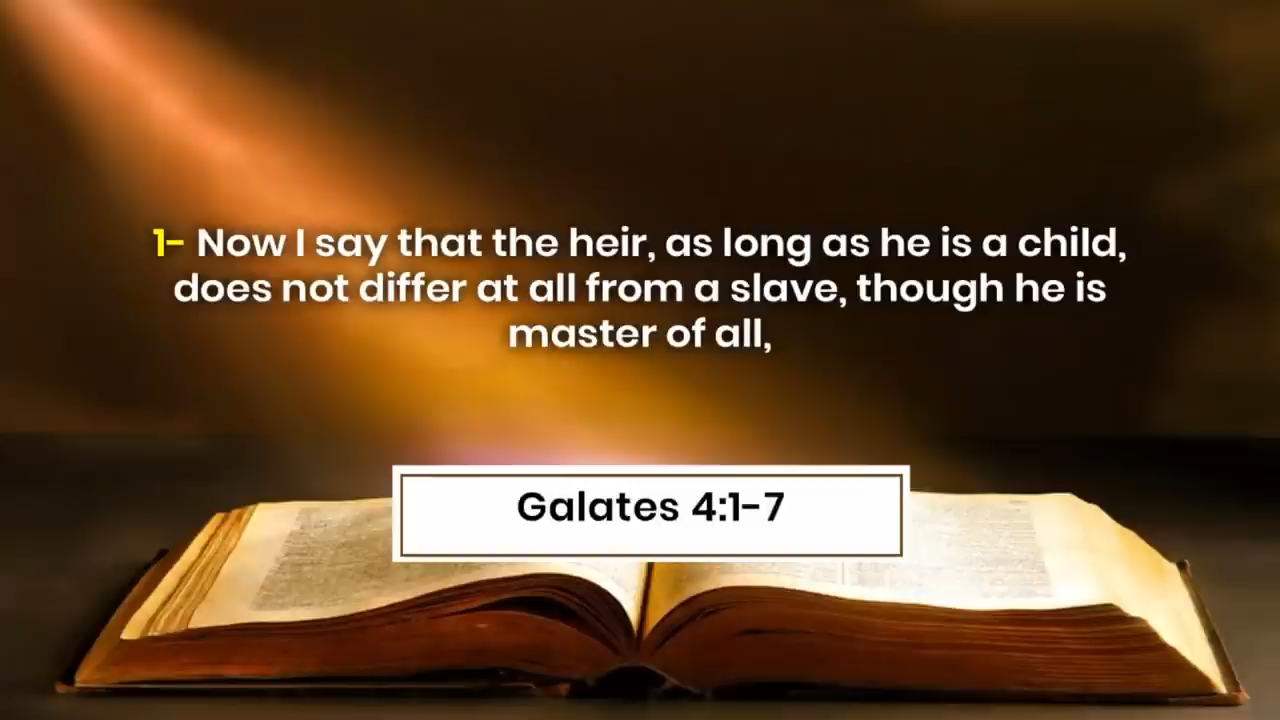 1- Now I say that the heir, as long as he is a child,
does not differ at all from a slave, though he is
master of all,
Galates 4:1-7